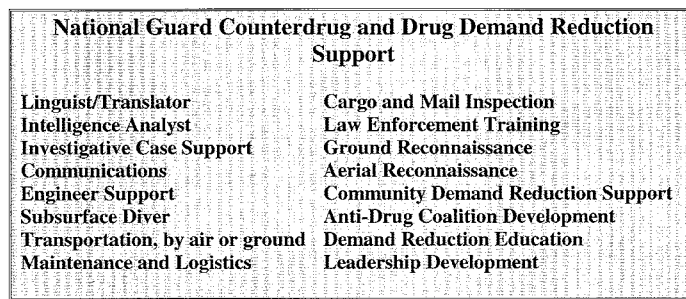 National Guard Counterdrug and Drug Demand Reduction
Support
Linguist/Translator
Intelligence Analyst
Investigative Case Support
Communications
Engineer Support
Subsurface Diver
Transportation, by air or ground
Maintenance and Logistics
Cargo and Mail Inspection
Law Enforcement Training
Ground Reconnaissance
Aerial Reconnaissance
Community Demand Reduction Support
Anti-Drug Coalition Development
Demand Reduction Education
Leadership Development